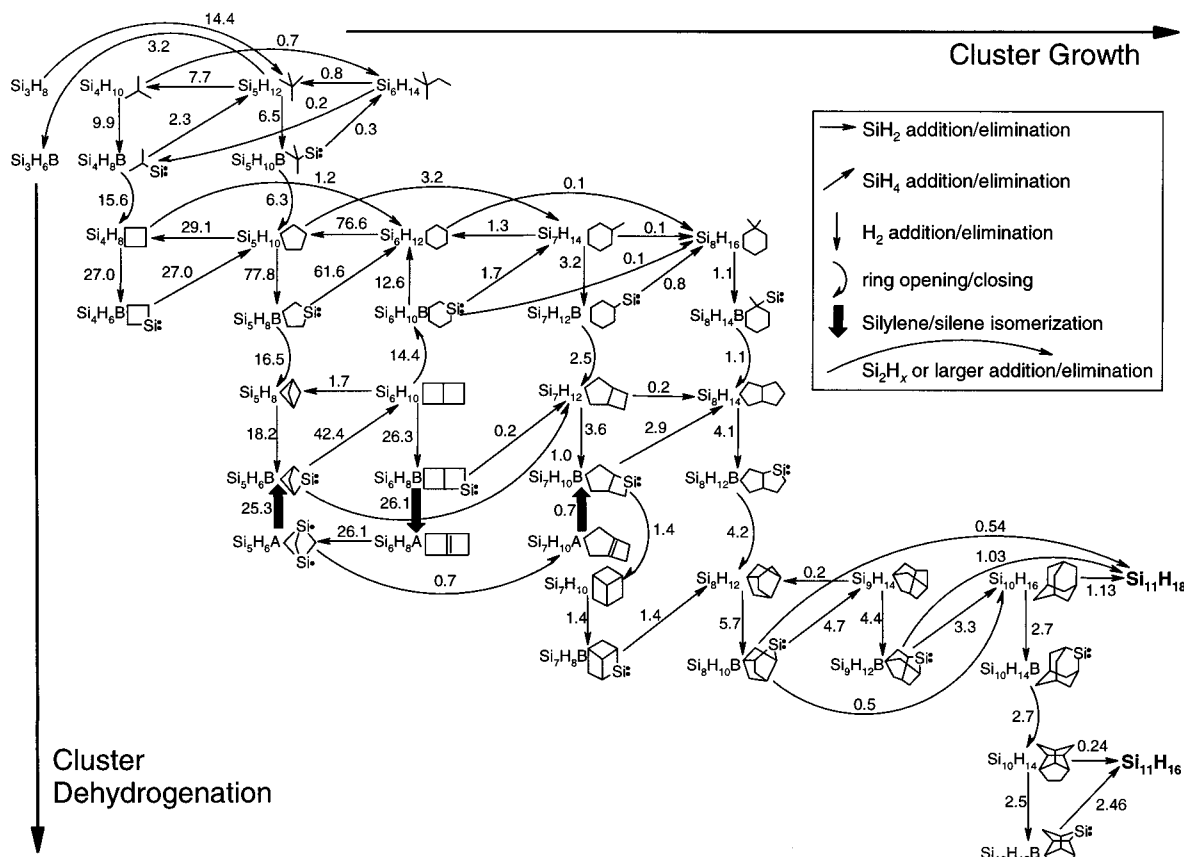 14.4
3.2
0.7
Cluster Growth
Si3H8
Si4H10
7.7
Si5H12
0.8
Si6H14
9.9
2.3
6.5
0.2
0.3
Si3H6B
Si4H8B
Si:
Si5H10B
Si:
15.6
1.2
6.3
3.2
0.1
Si4H8
29.1
Si5H10
76.6
Si6H12
1.3
Si7H14
0.1
Si8H16
27.0
27.0
77.8
61.6
12.6
1.7
3.2
0.1
0.8
1.1
Si4H6B
Si:
Si5H8B
Si:
Si6H10B
Si:
Si7H12B
Si:
Si8H14B
Si:
16.5
14.4
2.5
1.1
Si5H8
1.7
Si6H10
Si7H12
0.2
Si8H14
18.2
42.4
26.3
0.2
3.6
2.9
4.1
1.0
Si5H6B
Si:
Si6H8B
Si:
Si7H10B
Si:
Si8H12B
Si:
25.3
26.1
0.7
1.4
4.2
Si5H6A
Si•
Si•
26.1
Si6H8A
Si7H10A
0.7
0.54
1.03
Si7H10
Si8H12
0.2
Si9H14
Si10H16
1.13
Si11H18
1.4
1.4
5.7
4.7
4.4
3.3
2.7
Si7H8B
Si:
Si8H10B
Si:
Si9H12B
Si:
Si10H14B
Si:
0.5
2.7
Si10H14
0.24
Si11H16
2.5
2.46
Si:
SiH2 addition/elimination
SiH4 addition/elimination
H2 addition/elimination
ring opening/closing
Silylene/silene isomerization
Si2Hx or larger addition/elimination
Cluster
Dehydrogenation